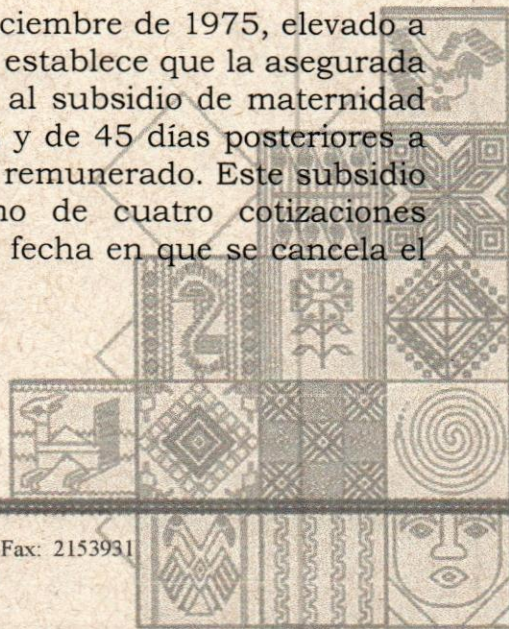 ciembre de 1975, elevado a
establece que la asegurada
al subsidio de maternidad
y de 45 días posteriores a
remunerado. Este subsidio
no de cuatro cotizaciones
fecha en que se cancela el
Fax: 2153931